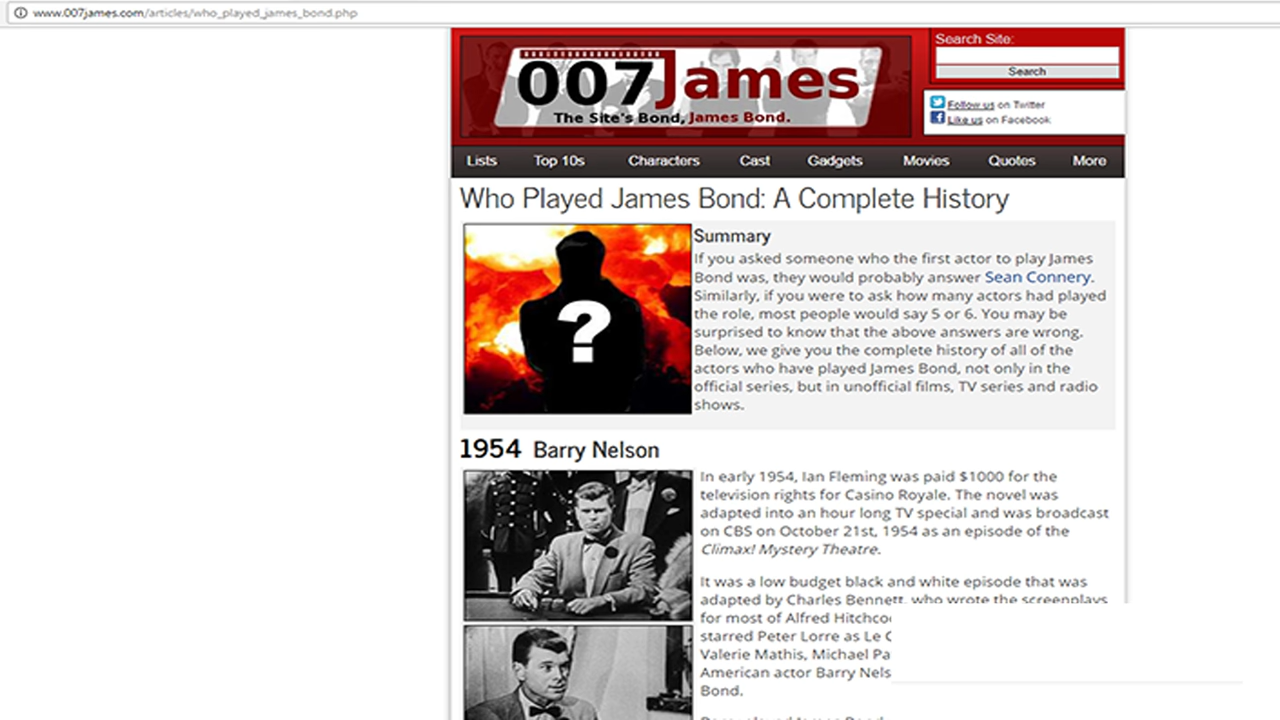 www.007james.com/articles/who_played_james_bond.php
Search Site:
007James
Search
The Site's Bond, James Bond.
Follow us on Twitter
Like us on Facebook
Lists Top 10s Characters Cast Gadgets Movies Quotes More
Who Played James Bond: A Complete History
Summary
If you asked someone who the first actor to play James
Bond was, they would probably answer Sean Connery.
Similarly, if you were to ask how many actors had played
the role, most people would say 5 or 6. You may be
surprised to know that the above answers are wrong.
Below, we give you the complete history of all of the
actors who have played James Bond, not only in the
official series, but in unofficial films, TV series and radio
shows.
?
1954 Barry Nelson
In early 1954, Ian Fleming was paid $1000 for the
television rights for Casino Royale. The novel was
adapted into an hour long TV special and was broadcast
on CBS on October 21st, 1954 as an episode of the
Climax! Mystery Theatre.
It was a low budget black and white episode that was
adapted by Charles Bennett, who wrote the screenplays
for most of Alfred Hitchco
starred Peter Lorre as Le
Valerie Mathis, Michael Pa
American actor Barry Nels
Bond.